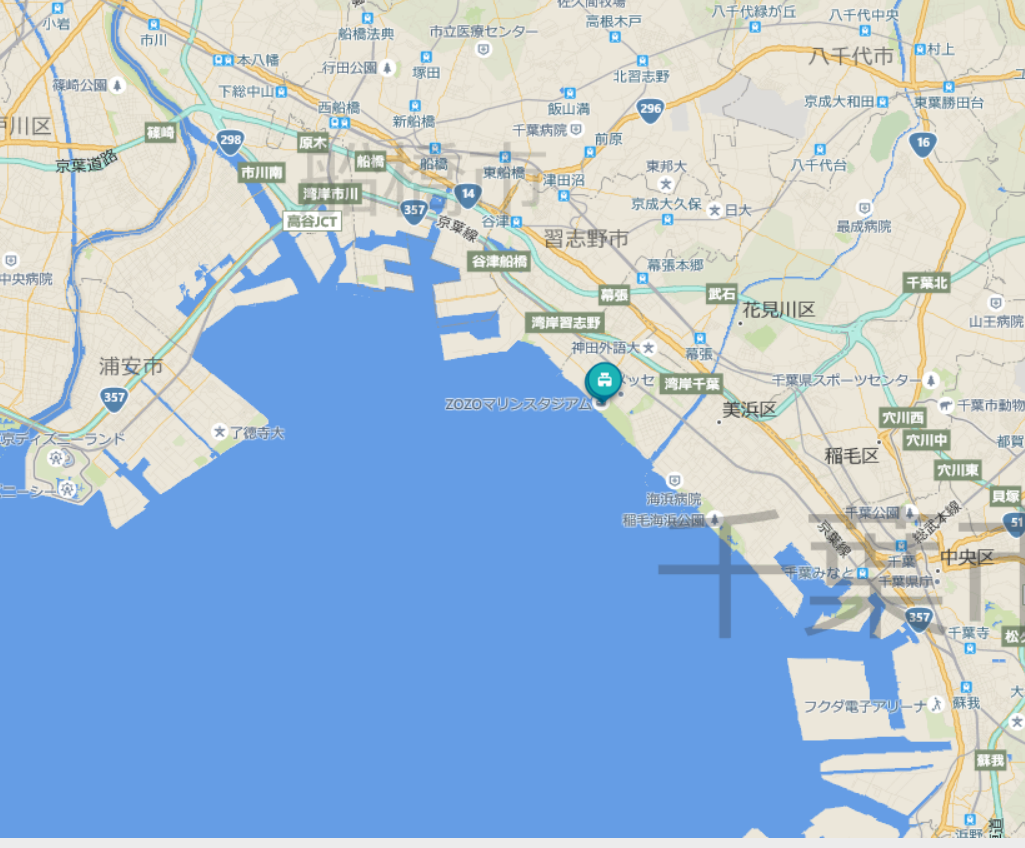 小岩
市川
船橋法典
市立医療センター
高根木戸
八千代緑が丘
八千代中央
八千代市
村上
本八幡
行田公園
塚田
北習志野
篠崎公園
下総中山
西船橋
新船橋
飯山満
296
京成大和田
東葉勝田台
戸川区
篠崎
298
原木
千葉病院
前原
16
京葉道路
市川南
船橋
船橋
東船橋
船橋市
東邦大
八千代台
湾岸市川
津田沼
14
高谷JCT
357
京葉線
谷津
京成大久保
日大
最成病院
習志野市
中央病院
谷津船橋
幕張本郷
幕張
武石
千葉北
花見川区
山王病院
湾岸習志野
神田外語大
幕張
浦安市
メッセ
湾岸千葉
千葉県スポーツセンター
357
ZOZOマリンスタジアム
美浜区
千葉市動物
穴川西
了徳寺大
京ディズニーランド
穴川中
都賀
稲毛区
穴川東
ニーシー
海浜病院
貝塚
稲毛海浜公園
千葉公園
総武本線
51
京葉線
千葉市
千葉
中央区
千葉みなと
千葉県庁
357
千葉寺
松ケ
フクダ電子アリーナ
蘇我
大
蘇我
浜野